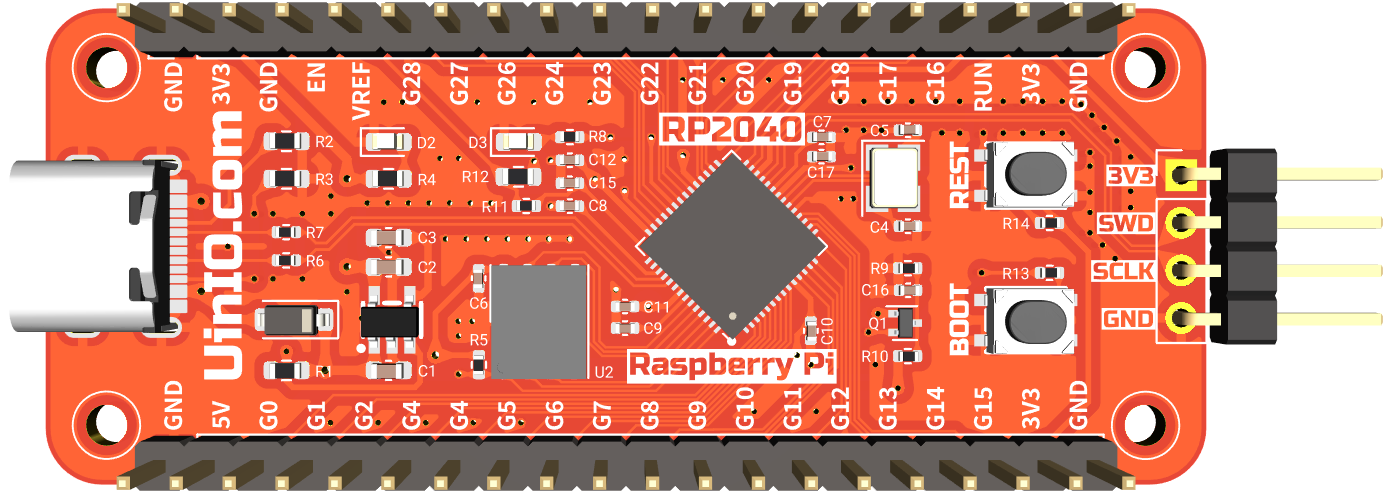 GND 3V3 GND EN VREF G28 G27 G26 G24 G23 G22 G21 G20 G19 G18 G17 G16 RUN 3V3 GND
Uin10.com
R2
R3
R7
R6
R1
D2
R4
C3
C2
C1
D3
R12
R11
R8
C12
C15
C8
C6
R5
U2
C11
C9
RP2040
Raspberry Pi
C7
C17
C10
C5
C4
R9
C16
Q1
R10
REST
R14
R13
BOOT
3V3
SWD
SCLK
GND
GND 5V G0 G1 G2 G4 G4 G5 G6 G7 G8 G9 G10 G11 G12 G13 G14 G15 3V3 GND